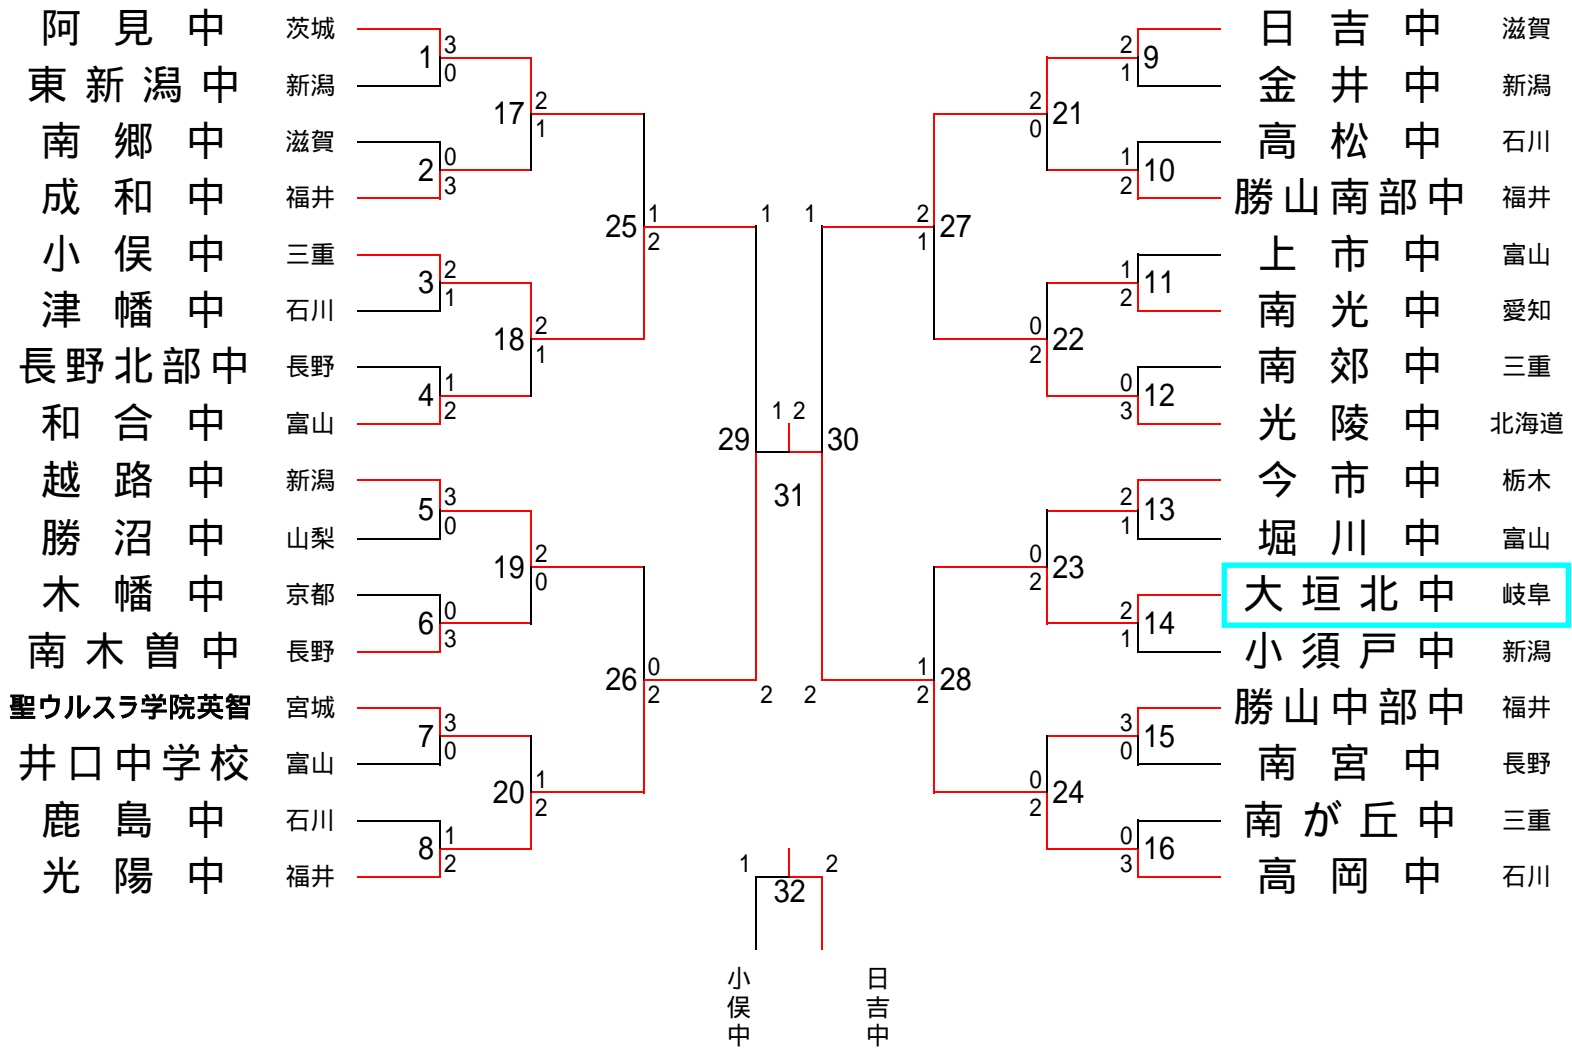 阿見中 茨城
東新潟中 新潟
南郷中 滋賀
成和中 福井
小俣中 三重
津幡中 石川
長野北部中 長野
和合中 富山
越路中 新潟
勝沼中 山梨
木幡中 京都
南木曽中 長野
聖ウルスラ学院英智 宮城
井口中学校 富山
鹿島中 石川
光陽中 福井
1 3 0
2 0 3
3 2 1
4 1 2
5 3 0
6 0 3
7 3 0
8 1 2
17 2 1
18 2 1
19 2 0
20 1 2
25 1 2
26 0 2
29 1 2
31 1 2
30 1 2
27 2 1
28 1 2
21 2 0
22 0 2
23 0 2
24 0 2
9 2 1
10 1 2
11 1 2
12 0 3
13 2 1
14 2 1
15 3 0
16 0 3
日吉中 滋賀
金井中 新潟
高松中 石川
勝山南部中 福井
上市中 富山
南光中 愛知
南郊中 三重
光陵中 北海道
今市中 栃木
堀川中 富山
大垣北中 岐阜
小須戸中 新潟
勝山中部中 福井
南宮中 長野
南が丘中 三重
高岡中 石川
1 32 2
小俣中
日吉中